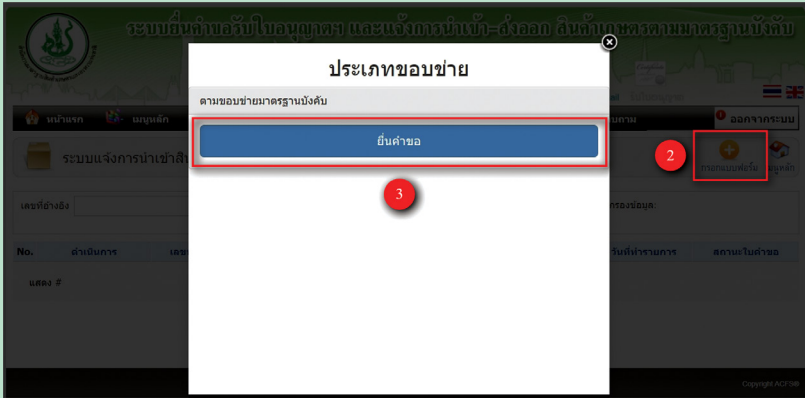 ระบบยื่นคำขอรับใบอนุญาตฯ และแจ้งการนำเข้า-ส่งออก สินค้าเกษตรตามมาตรฐานบังคับ
ประเภทขอบข่าย
ตามขอบข่ายมาตรฐานบังคับ
หน้าแรก เมนูหลัก ออกจากระบบ
ยื่นคำขอ
ระบบแจ้งการนำเข้าสิ
2
3
เลขที่อ้างอิง
No. ดำเนินการ วันที่ทำรายการ สถานะใบคำขอ
แสดง #
Copyright ACFS®